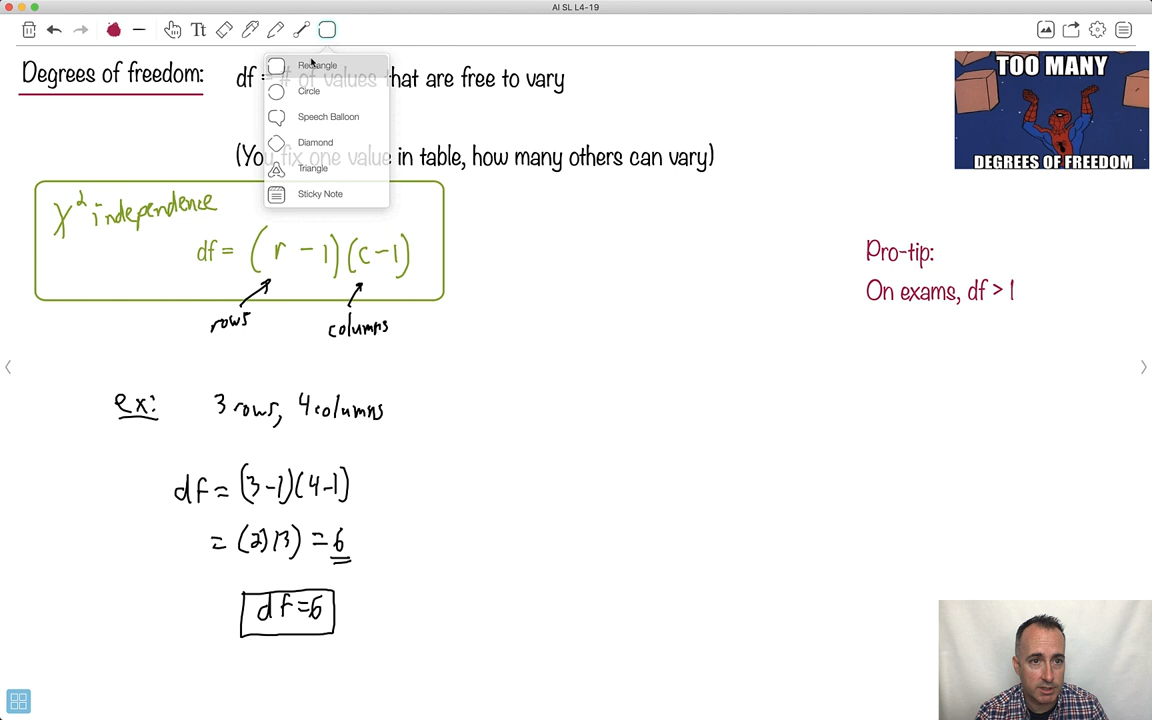 AI SL L4-19
Tt
Rectangle
Circle
Speech Balloon
Diamond
Triangle
Sticky Note
Degrees of freedom:
df = # of values that are free to vary
(You fix one value in table, how many others can vary)
TOO MANY
DEGREES OF FREEDOM
χ² independence
df = (r - 1)(c - 1)
rows
columns
Pro-tip:
On exams, df > 1
ex: 3 rows, 4 columns
df = (3-1)(4-1)
= (2)(3) = 6
df = 6